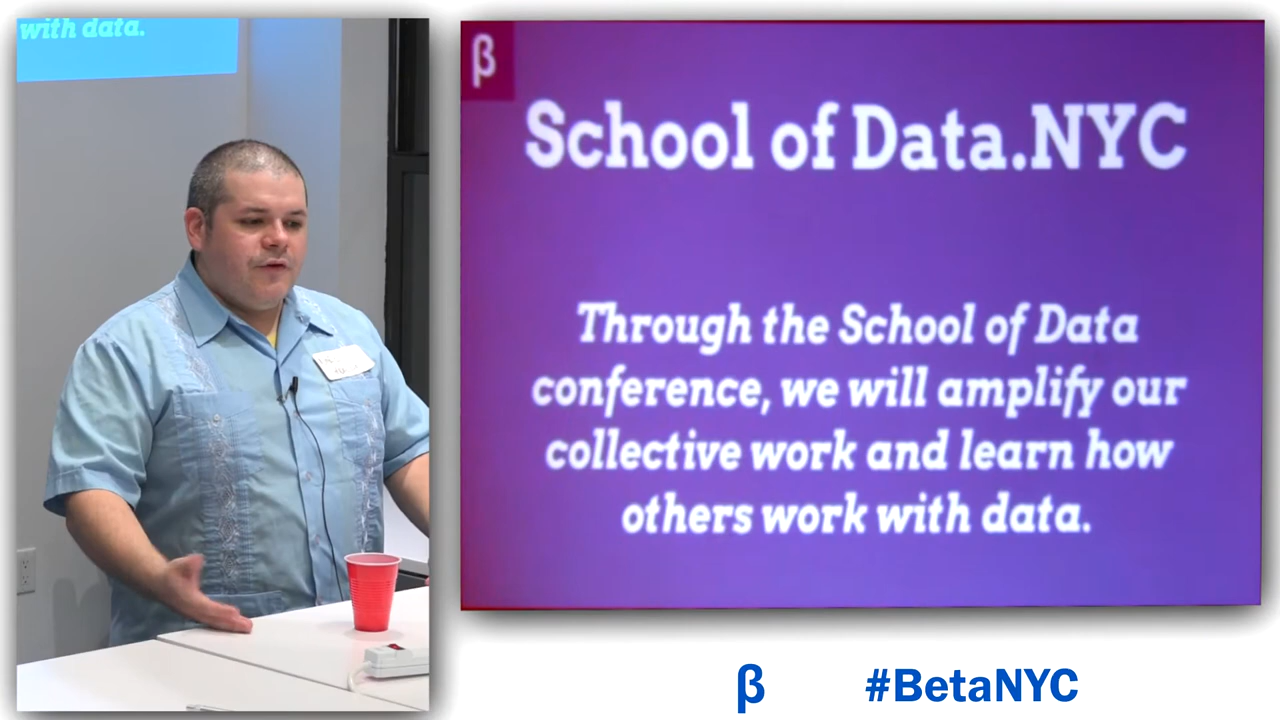 with data.
β
School of Data.NYC
Through the School of Data
conference, we will amplify our
collective work and learn how
others work with data.
β #BetaNYC